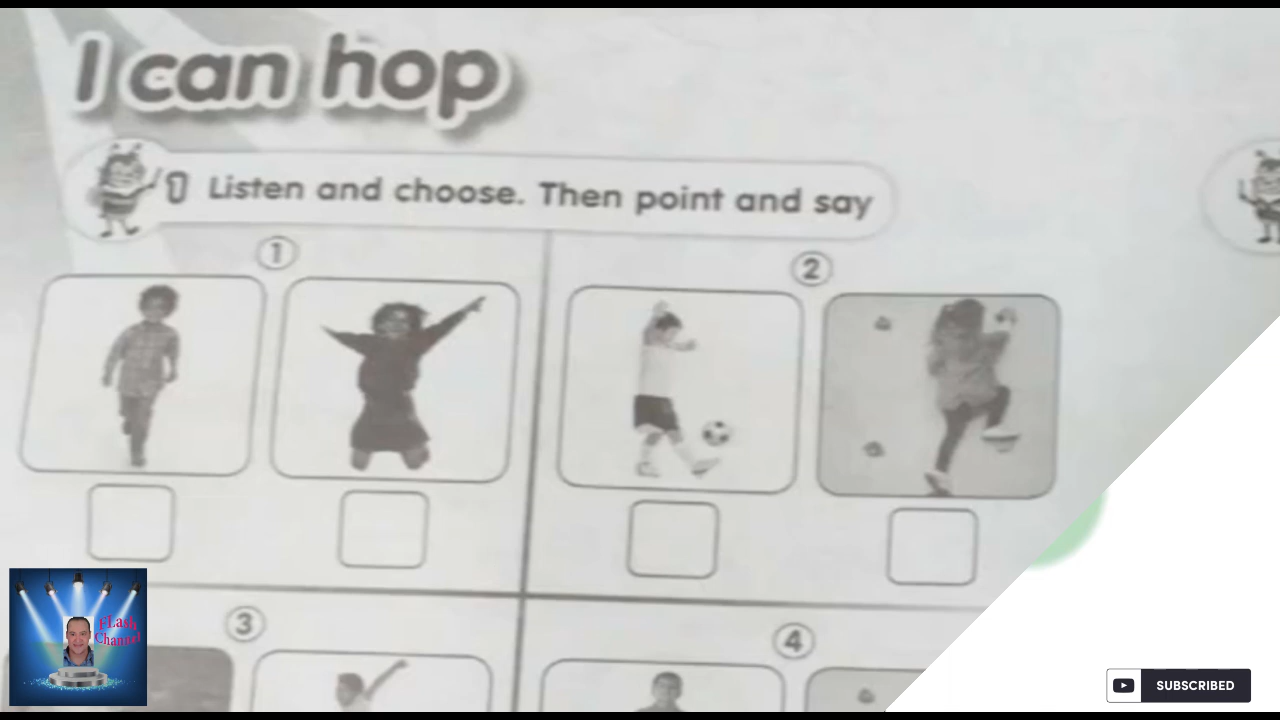 I can hop
1 Listen and choose. Then point and say
1
2
3
4
FLash
Channel
SUBSCRIBED